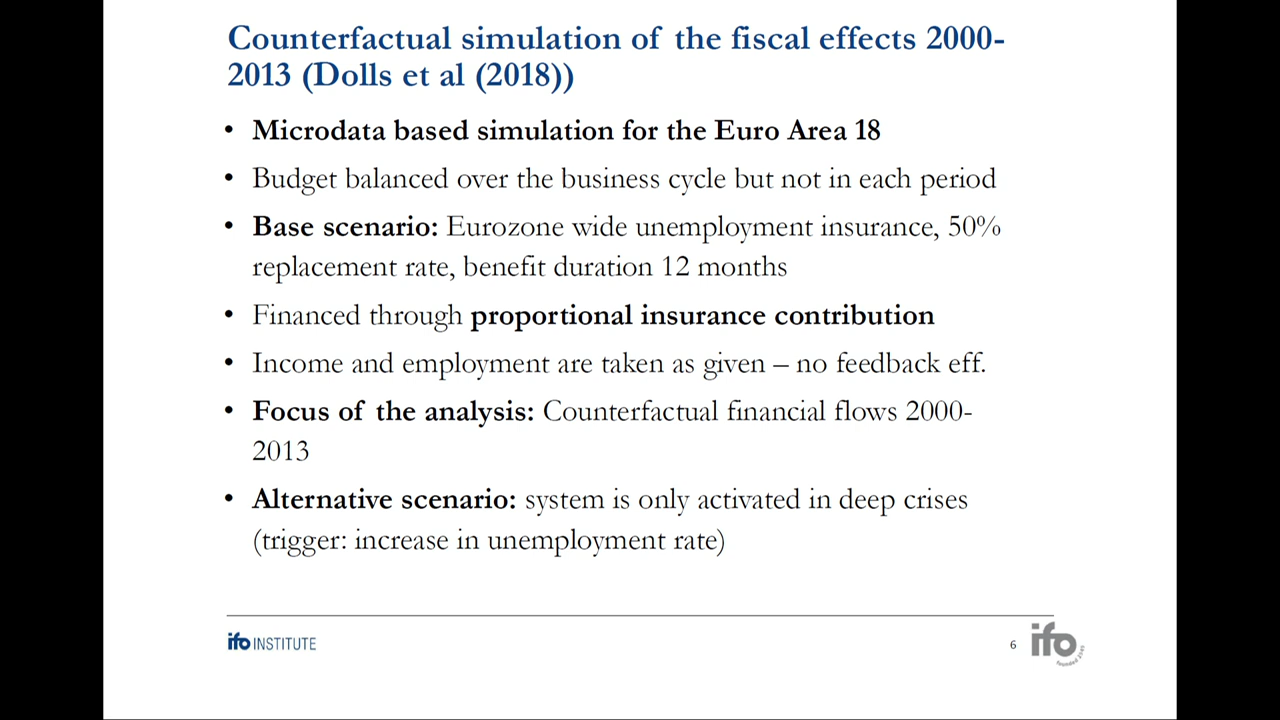 Counterfactual simulation of the fiscal effects 2000-
2013 (Dolls et al (2018))
• Microdata based simulation for the Euro Area 18
• Budget balanced over the business cycle but not in each period
• Base scenario: Eurozone wide unemployment insurance, 50%
replacement rate, benefit duration 12 months
• Financed through proportional insurance contribution
• Income and employment are taken as given – no feedback eff.
• Focus of the analysis: Counterfactual financial flows 2000-
2013
• Alternative scenario: system is only activated in deep crises
(trigger: increase in unemployment rate)
ifo INSTITUTE
6
ifo